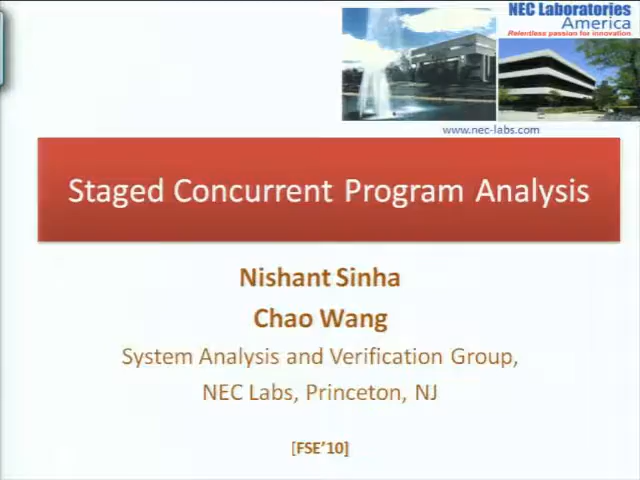 NEC Laboratories
America
Relentless passion for innovation
www.nec-labs.com
Staged Concurrent Program Analysis
Nishant Sinha
Chao Wang
System Analysis and Verification Group,
NEC Labs, Princeton, NJ
[FSE'10]